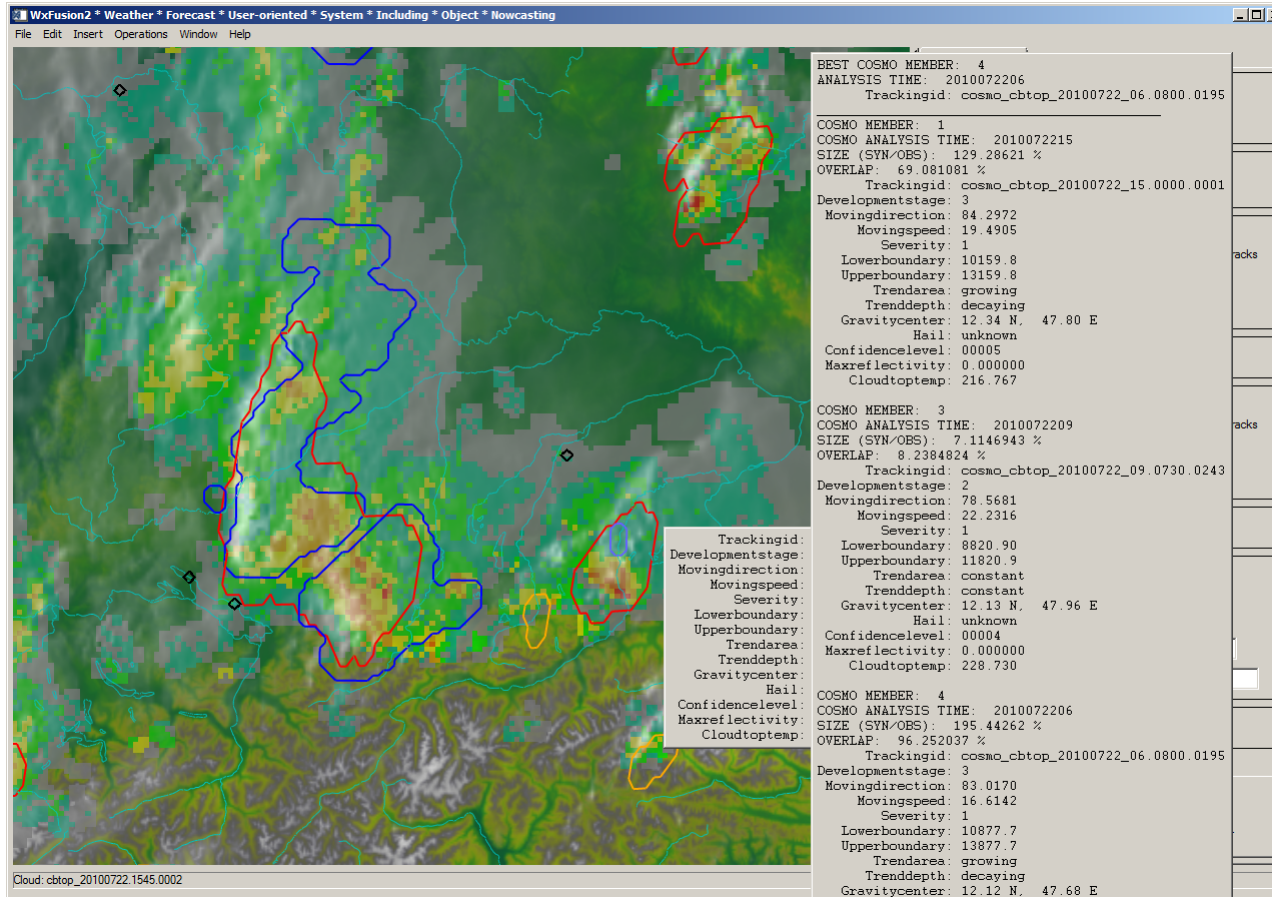 WxFusion2 * Weather * Forecast * User-oriented * System * Including * Object * Nowcasting
File Edit Insert Operations Window Help
BEST COSMO MEMBER: 4
ANALYSIS TIME: 2010072206
Trackingid: cosmo_cbtop_20100722_06.0800.0195
COSMO MEMBER: 1
COSMO ANALYSIS TIME: 2010072215
SIZE (SYN/OBS): 129.28621 %
OVERLAP: 69.081081 %
Trackingid: cosmo_cbtop_20100722_15.0000.0001
Developmentstage: 3
Movingdirection: 84.2972
Movingspeed: 19.4905
Severity: 1
Lowerboundary: 10159.8
Upperboundary: 13159.8
Trendarea: growing
Trenddepth: decaying
Gravitycenter: 12.34 N, 47.80 E
Hail: unknown
Confidencelevel: 00005
Maxreflectivity: 0.000000
Cloudtoptemp: 216.767
COSMO MEMBER: 3
COSMO ANALYSIS TIME: 2010072209
SIZE (SYN/OBS): 7.1146943 %
OVERLAP: 8.2384824 %
Trackingid: cosmo_cbtop_20100722_09.0730.0243
Developmentstage: 2
Movingdirection: 78.5681
Movingspeed: 22.2316
Severity: 1
Lowerboundary: 8820.90
Upperboundary: 11820.9
Trendarea: constant
Trenddepth: constant
Gravitycenter: 12.13 N, 47.96 E
Hail: unknown
Confidencelevel: 00004
Maxreflectivity: 0.000000
Cloudtoptemp: 228.730
COSMO MEMBER: 4
COSMO ANALYSIS TIME: 2010072206
SIZE (SYN/OBS): 195.44262 %
OVERLAP: 96.252037 %
Trackingid: cosmo_cbtop_20100722_06.0800.0195
Developmentstage: 3
Movingdirection: 83.0170
Movingspeed: 16.6142
Severity: 1
Lowerboundary: 10877.7
Upperboundary: 13877.7
Trendarea: growing
Trenddepth: decaying
Gravitycenter: 12.12 N, 47.68 E
racks
racks
Trackingid:
Developmentstage:
Movingdirection:
Movingspeed:
Severity:
Lowerboundary:
Upperboundary:
Trendarea:
Trenddepth:
Gravitycenter:
Hail:
Confidencelevel:
Maxreflectivity:
Cloudtoptemp:
Cloud: cbtop_20100722.1545.0002